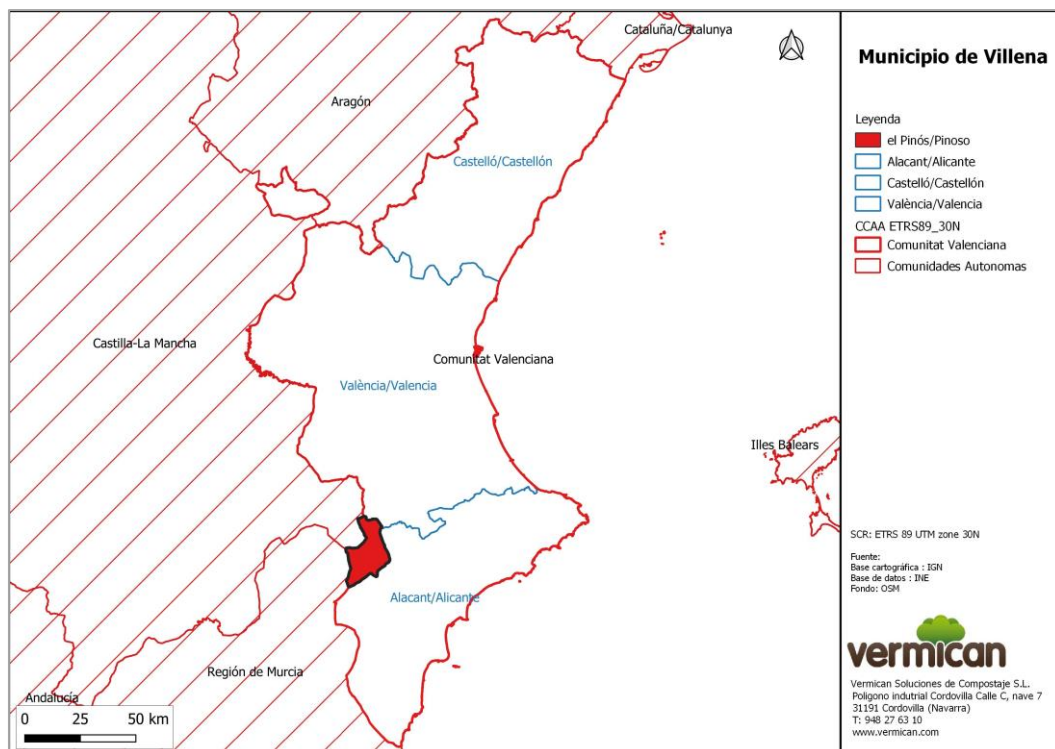 Cataluña/Catalunya
Aragón
Castelló/Castellón
Castilla-La Mancha
Comunitat Valenciana
València/Valencia
Illes Balears
Alacant/Alicante
Región de Murcia
Andalucía
0 25 50 km
Municipio de Villena
Leyenda
el Pinós/Pinoso
Alacant/Alicante
Castelló/Castellón
València/Valencia
CCAA ETRS89_30N
Comunitat Valenciana
Comunidades Autonomas
SCR: ETRS 89 UTM zone 30N
Fuente:
Base cartográfica : IGN
Base de datos : INE
Fondo: OSM
vermican
Vermican Soluciones de Compostaje S.L.
Poligono indutrial Cordovilla Calle C, nave 7
31191 Cordovilla (Navarra)
T: 948 27 63 10
www.vermican.com